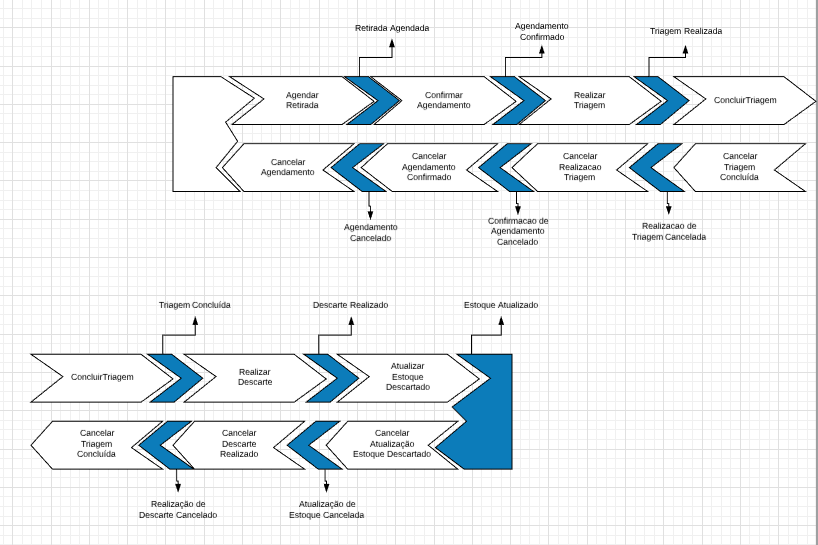 Retirada Agendada
Agendamento
Confirmado
Triagem Realizada
Agendar
Retirada
Confirmar
Agendamento
Realizar
Triagem
ConcluirTriagem
Cancelar
Agendamento
Cancelar
Agendamento
Confirmado
Cancelar
Realizacao
Triagem
Cancelar
Triagem
Concluída
Agendamento
Cancelado
Confirmacao de
Agendamento
Cancelado
Realizacao de
Triagem Cancelada
Triagem Concluída
Descarte Realizado
Estoque Atualizado
ConcluirTriagem
Realizar
Descarte
Atualizar
Estoque
Descartado
Cancelar
Triagem
Concluída
Cancelar
Descarte
Realizado
Cancelar
Atualização
Estoque Descartado
Realização de
Descarte Cancelado
Atualização de
Estoque Cancelada